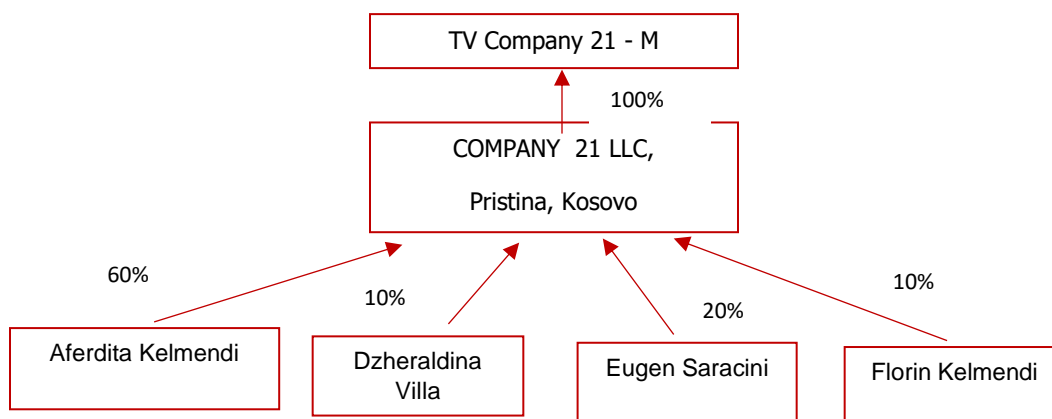 TV Company 21 - M
100%
COMPANY 21 LLC,
Pristina, Kosovo
60%
10%
20%
10%
Aferdita Kelmendi
Dzheraldina
Villa
Eugen Saracini
Florin Kelmendi